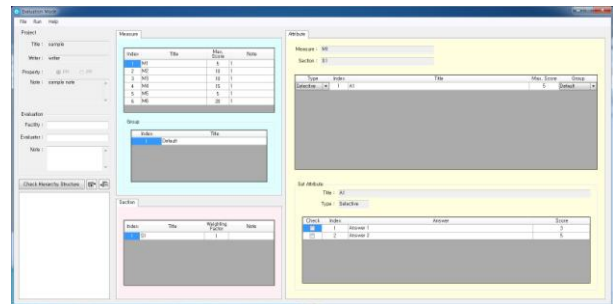 Evaluation Model
File Run Help
Project
Title : sample
Writer : writer
Property :
Note : sample note
Evaluation
Facility :
Evaluator :
Note :
Check Hierarchy Structure
Measure
Index Title Max. Score Note
1 M1 5 1
2 M2 10 1
3 M3 10 1
4 M4 15 1
5 M5 5 1
6 M6 20 1
Group
Index Title
1 Default
Section
Index Title Weighting Factor Note
1 S1 1
Attribute
Measure : M6
Section : S1
Type Index Title Max. Score Group
Selective 1 A1 5 Default
Sub Attribute
Title : A1
Type : Selective
Check Index Answer Score
1 Answer 1 3
2 Answer 2 5